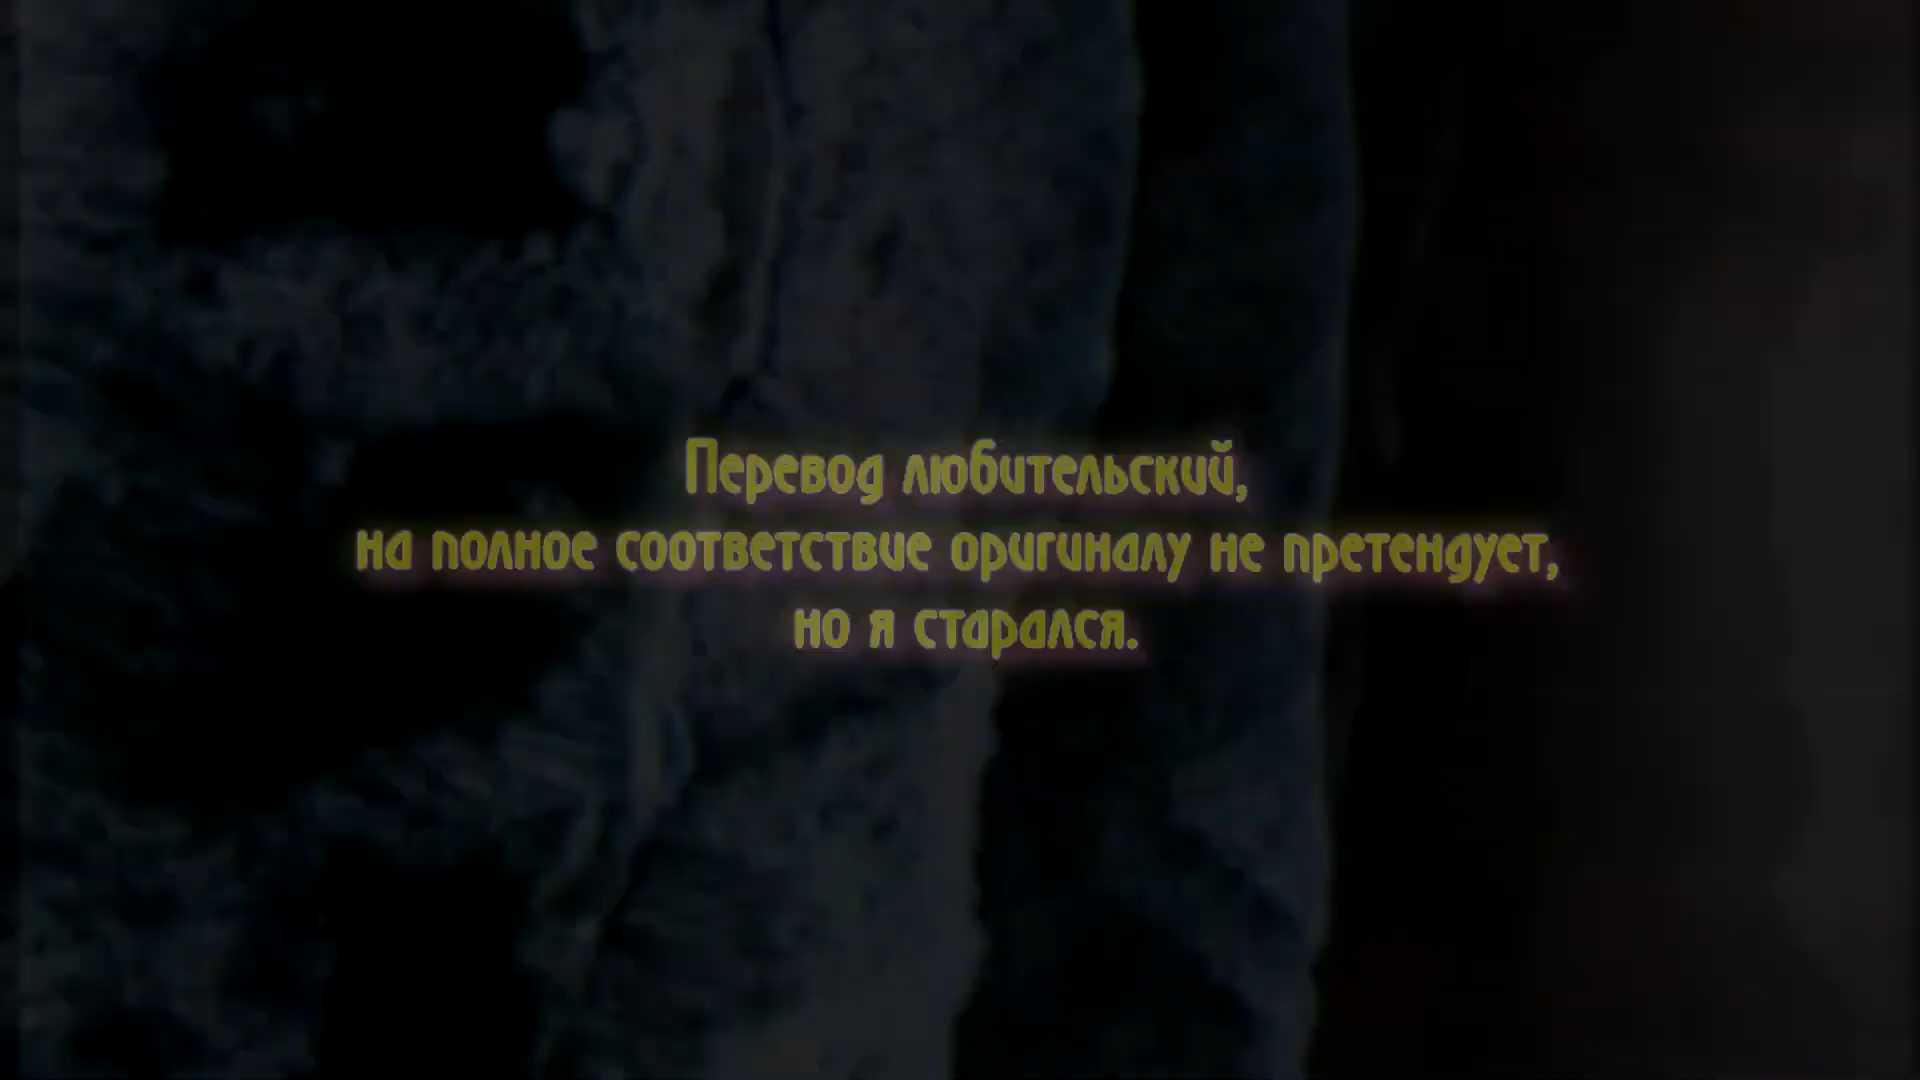 Перевод любительский,
на полное соответствие оригиналу не претендует,
но я старался.